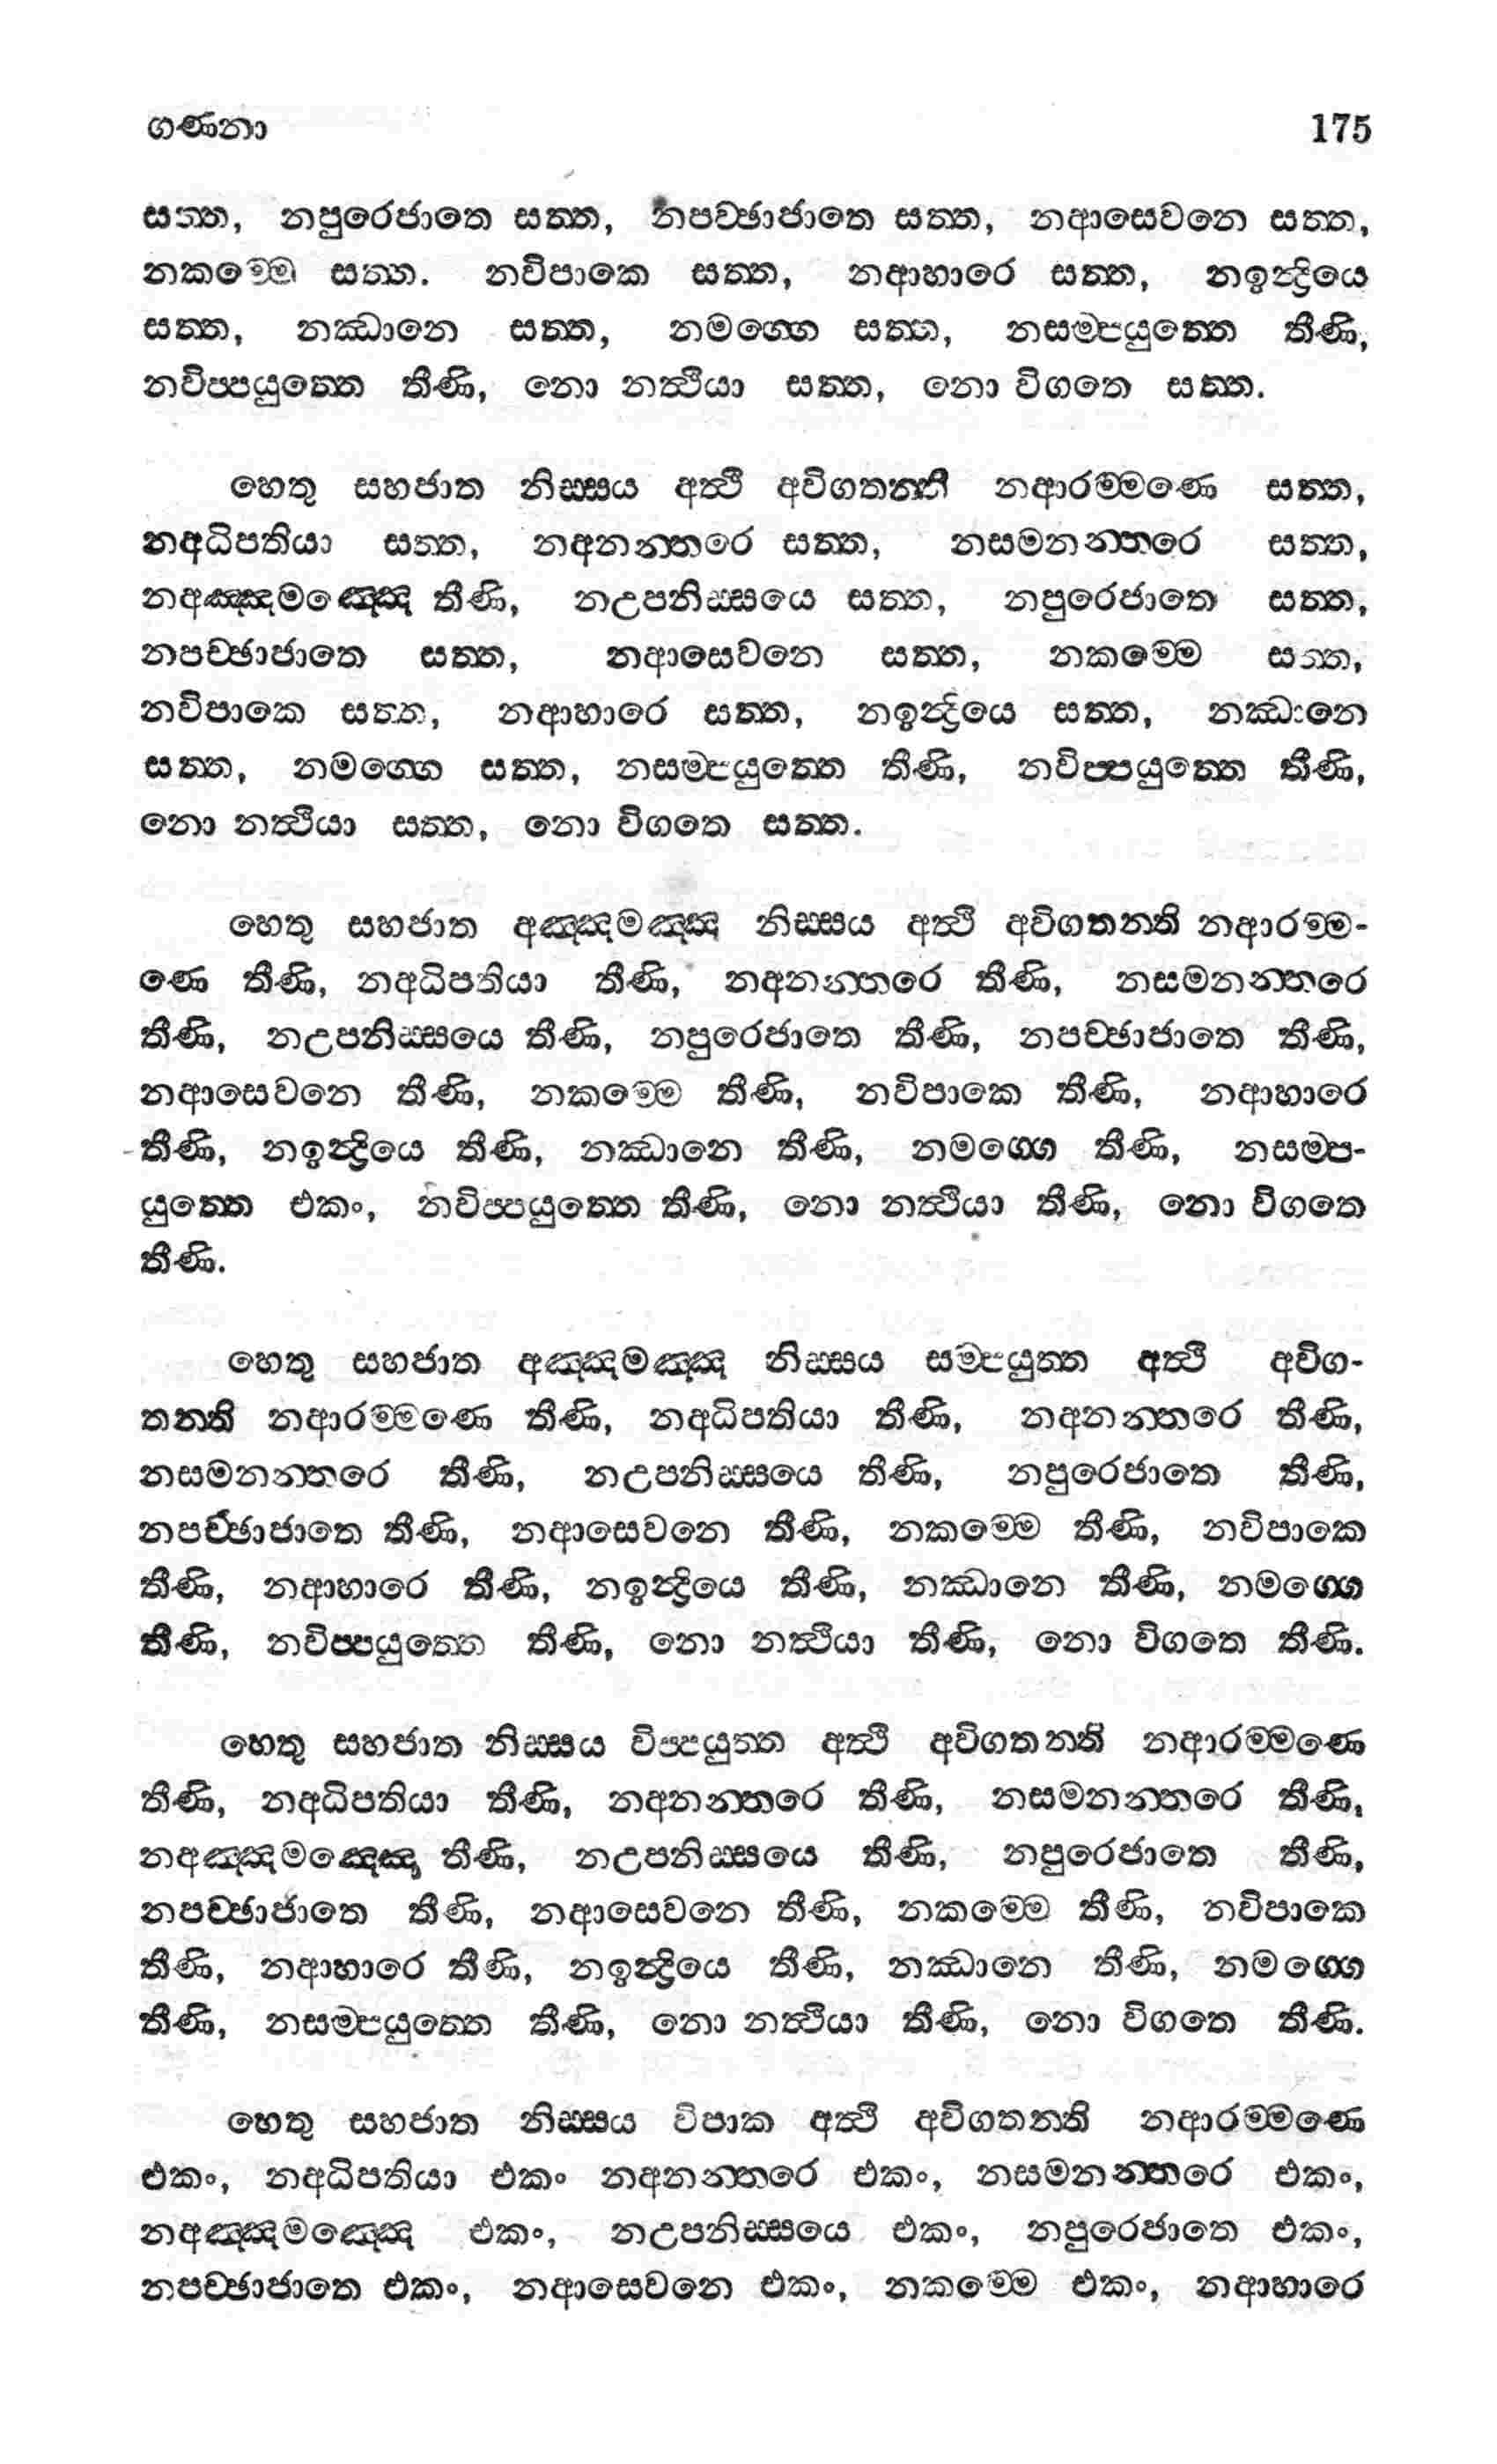 ගණනා 175
සත්ත, නපුරෙජාතෙ සත්ත, නපච්ඡාජාතෙ සත්ත, නආසෙවනෙ සත්ත,
නකම්මෙ සත්ත. නවිපාකෙ සත්ත, නආහාරෙ සත්ත, නඉන්ද්‍රියෙ
සත්ත, නඣානෙ සත්ත, නමග්ගෙ සත්ත, නසම්පයුත්තෙ තීණි,
නවිප්පයුත්තෙ තීණි, නො නත්ථියා සත්ත, නො විගතෙ සත්ත.
හෙතු සහජාත නිස්සය අත්ථි අවිගතන්ති නආරම්මණෙ සත්ත,
නඅධිපතියා සත්ත, නඅනන්තරෙ සත්ත, නසමනන්තරෙ සත්ත,
නඅඤ්ඤමඤ්ඤෙ තීණි, නඋපනිස්සයෙ සත්ත, නපුරෙජාතෙ සත්ත,
නපච්ඡාජාතෙ සත්ත, නආසෙවනෙ සත්ත, නකම්මෙ සත්ත,
නවිපාකෙ සත්ත, නආහාරෙ සත්ත, නඉන්ද්‍රියෙ සත්ත, නඣානෙ
සත්ත, නමග්ගෙ සත්ත, නසම්පයුත්තෙ තීණි, නවිප්පයුත්තෙ තීණි,
නො නත්ථියා සත්ත, නො විගතෙ සත්ත.
හෙතු සහජාත අඤ්ඤමඤ්ඤ නිස්සය අත්ථි අවිගතන්ති නආරම්ම-
ණෙ තීණි, නඅධිපතියා තීණි, නඅනන්තරෙ තීණි, නසමනන්තරෙ
තීණි, නඋපනිස්සයෙ තීණි, නපුරෙජාතෙ තීණි, නපච්ඡාජාතෙ තීණි,
නආසෙවනෙ තීණි, නකම්මෙ තීණි, නවිපාකෙ තීණි, නආහාරෙ
තීණි, නඉන්ද්‍රියෙ තීණි, නඣානෙ තීණි, නමග්ගෙ තීණි, නසම්ප-
යුත්තෙ එකං, නවිප්පයුත්තෙ තීණි, නො නත්ථියා තීණි, නො විගතෙ
තීණි.
හෙතු සහජාත අඤ්ඤමඤ්ඤ නිස්සය සම්පයුත්ත අත්ථි අවිග-
තන්ති නආරම්මණෙ තීණි, නඅධිපතියා තීණි, නඅනන්තරෙ තීණි,
නසමනන්තරෙ තීණි, නඋපනිස්සයෙ තීණි, නපුරෙජාතෙ තීණි,
නපච්ඡාජාතෙ තීණි, නආසෙවනෙ තීණි, නකම්මෙ තීණි, නවිපාකෙ
තීණි, නආහාරෙ තීණි, නඉන්ද්‍රියෙ තීණි, නඣානෙ තීණි, නමග්ගෙ
තීණි, නවිප්පයුත්තෙ තීණි, නො නත්ථියා තීණි, නො විගතෙ තීණි.
හෙතු සහජාත නිස්සය විප්පයුත්ත අත්ථි අවිගතන්ති නආරම්මණෙ
තීණි, නඅධිපතියා තීණි, නඅනන්තරෙ තීණි, නසමනන්තරෙ තීණි,
නඅඤ්ඤමඤ්ඤෙ තීණි, නඋපනිස්සයෙ තීණි, නපුරෙජාතෙ තීණි,
නපච්ඡාජාතෙ තීණි, නආසෙවනෙ තීණි, නකම්මෙ තීණි, නවිපාකෙ
තීණි, නආහාරෙ තීණි, නඉන්ද්‍රියෙ තීණි, නඣානෙ තීණි, නමග්ගෙ
තීණි, නසම්පයුත්තෙ තීණි, නො නත්ථියා තීණි, නො විගතෙ තීණි.
හෙතු සහජාත නිස්සය විපාක අත්ථි අවිගතන්ති නආරම්මණෙ
එකං, නඅධිපතියා එකං නඅනන්තරෙ එකං, නසමනන්තරෙ එකං,
නඅඤ්ඤමඤ්ඤෙ එකං, නඋපනිස්සයෙ එකං, නපුරෙජාතෙ එකං,
නපච්ඡාජාතෙ එකං, නආසෙවනෙ එකං, නකම්මෙ එකං, නආහාරෙ